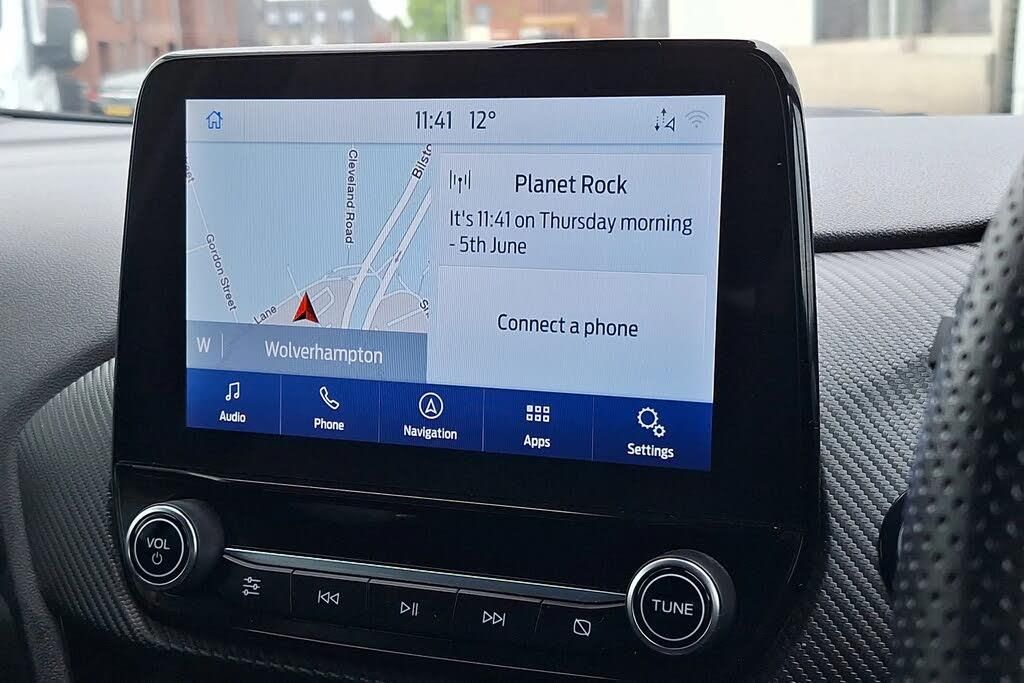 11:41 12°
Cleveland Road
Gordon Street
Lane
W
Wolverhampton
Planet Rock
It's 11:41 on Thursday morning
- 5th June
Connect a phone
Audio
Phone
Navigation
Apps
Settings
VOL
TUNE